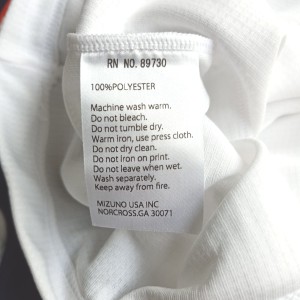 RN NO. 89730
100%POLYESTER
Machine wash warm.
Do not bleach.
Do not tumble dry.
Warm iron, use press cloth.
Do not dry clean.
Do not iron on print.
Do not leave when wet.
Wash separately.
Keep away from fire.
MIZUNO USA INC
NORCROSS.GA 30071